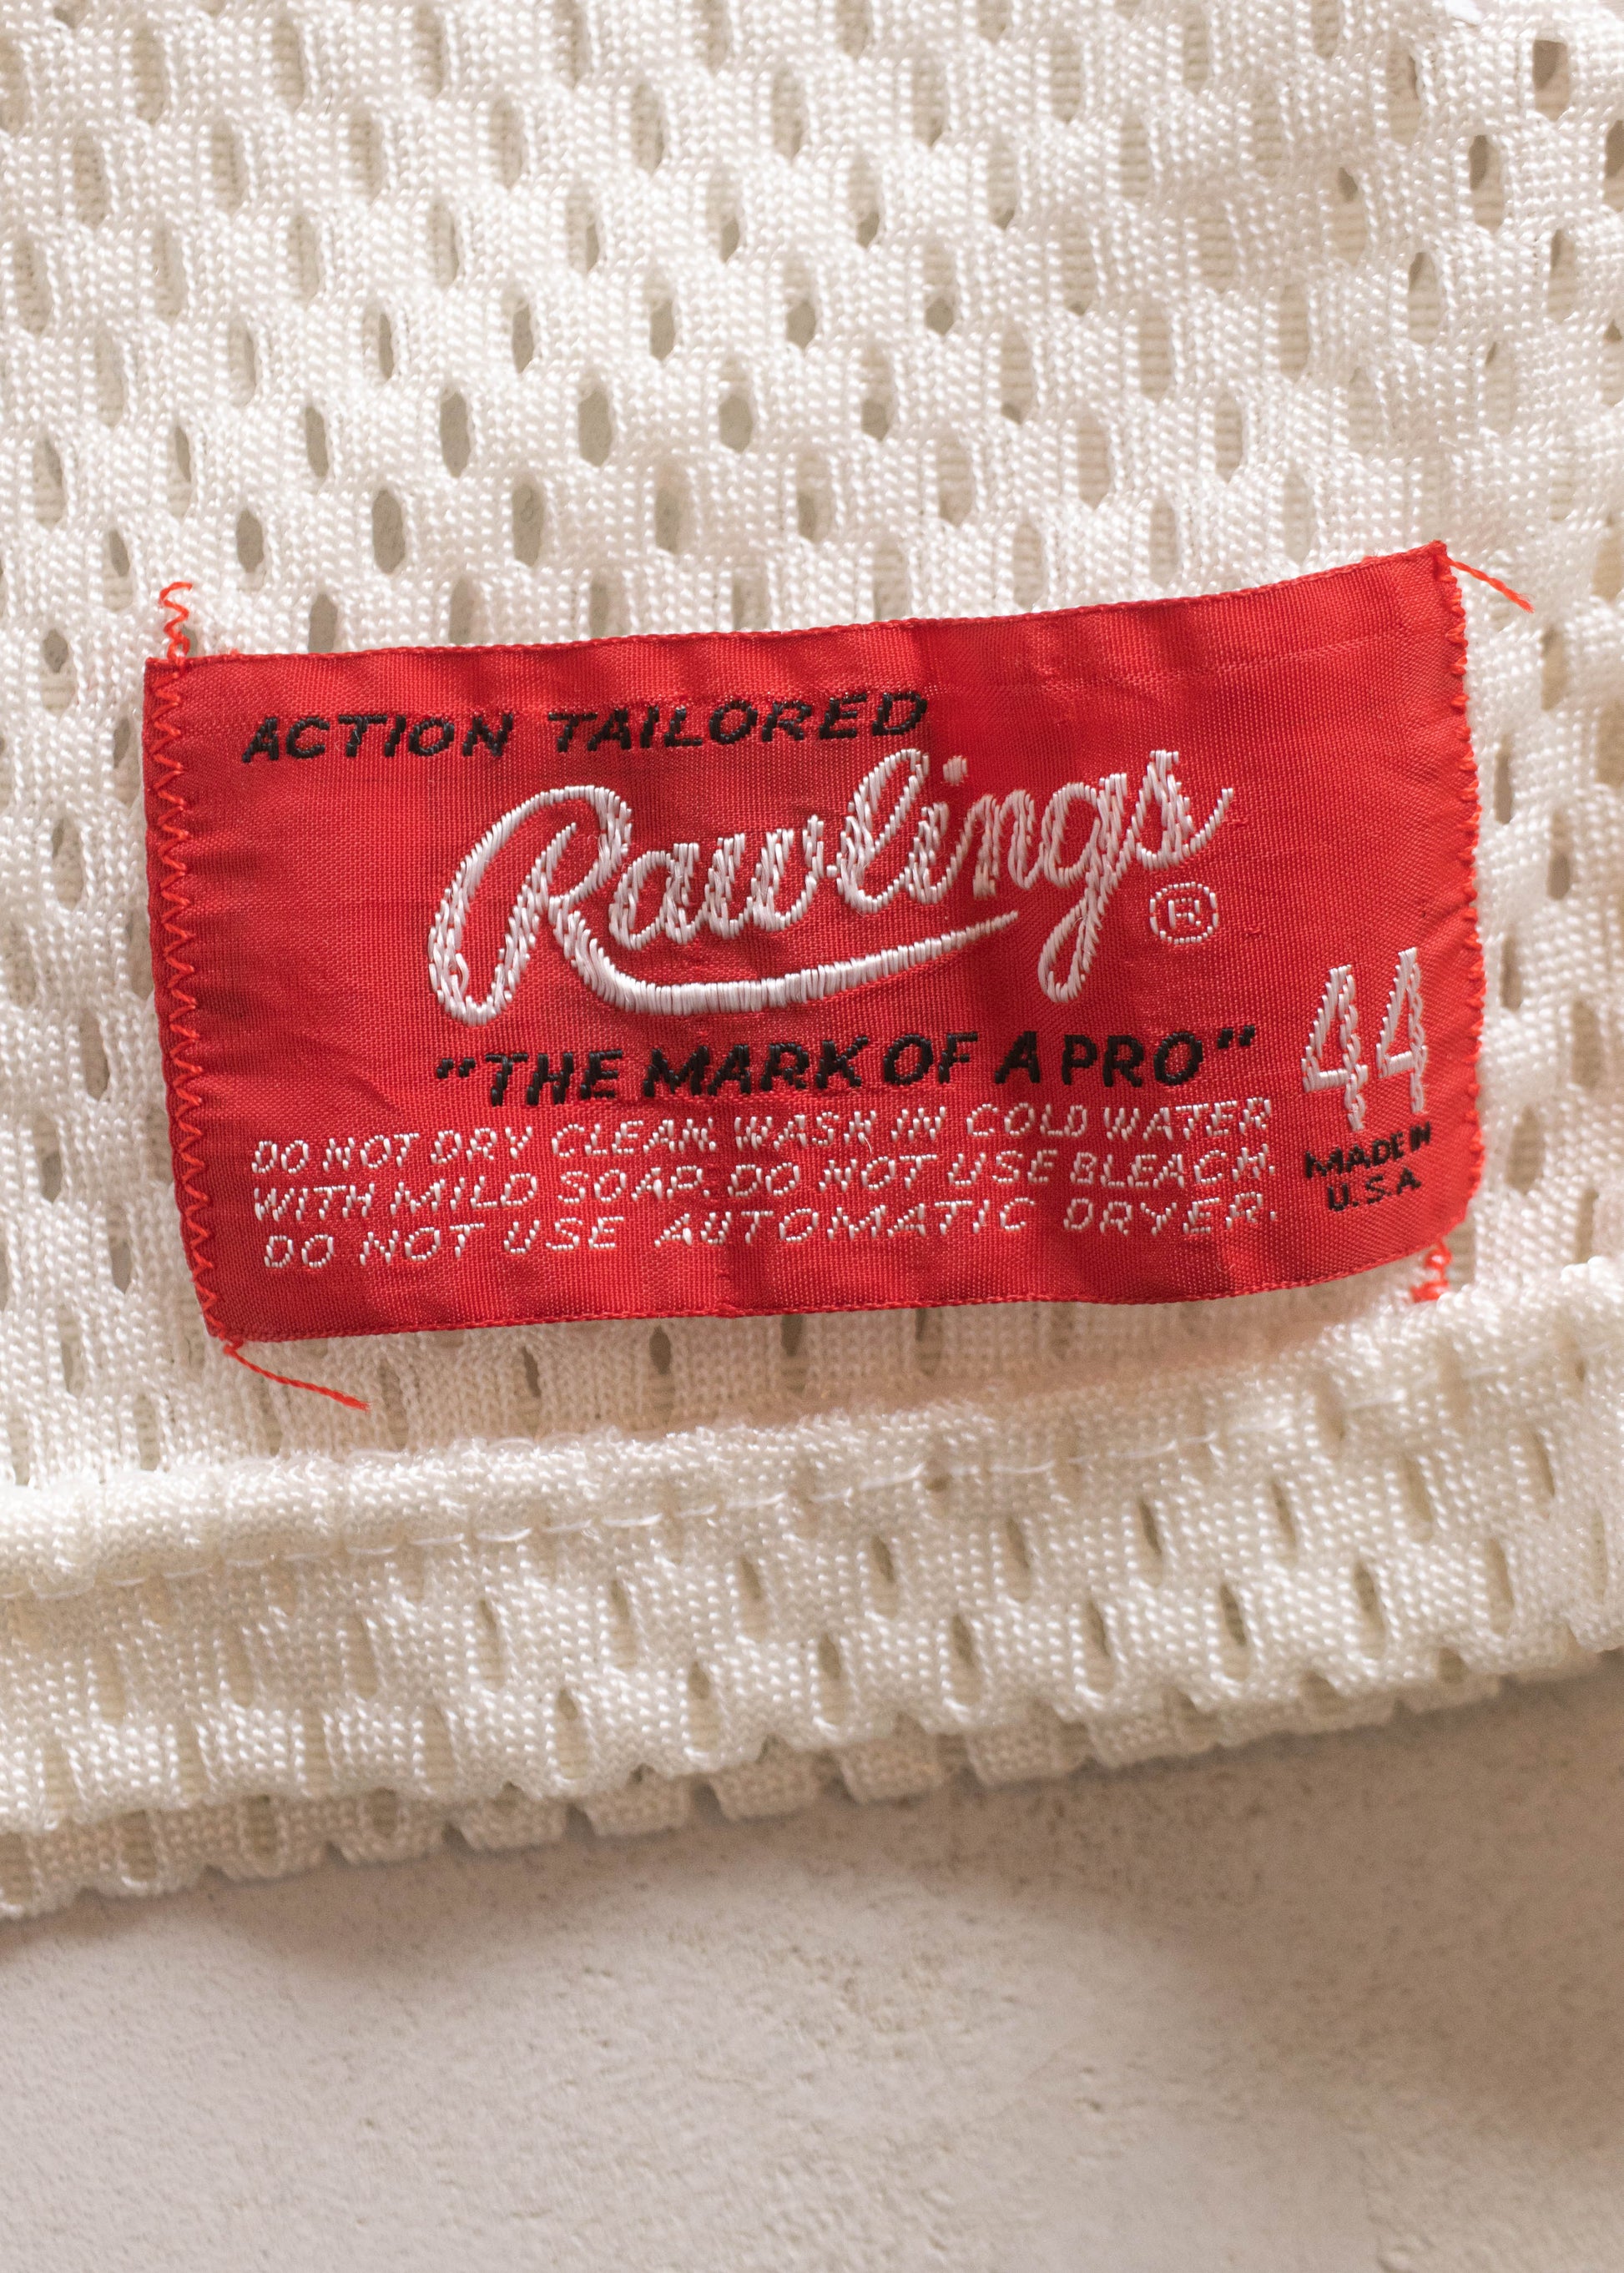 ACTION TAILORED
Rawlings ®
"THE MARK OF A PRO"
44
DO NOT DRY CLEAN. WASH IN COLD WATER
WITH MILD SOAP. DO NOT USE BLEACH.
DO NOT USE AUTOMATIC DRYER.
MADE IN
U.S.A